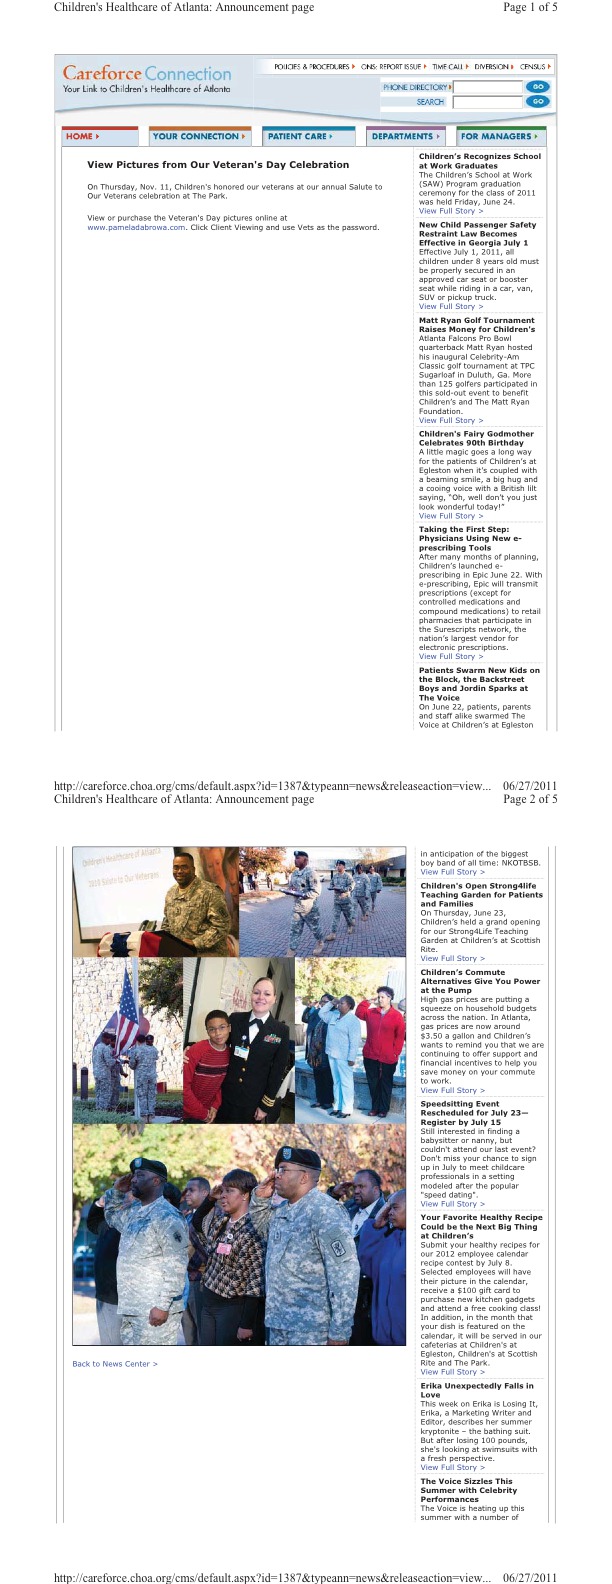 Children's Healthcare of Atlanta: Announcement page
Page 1 of 5
Careforce Connection
Your Link to Children's Healthcare of Atlanta
POLICIES & PROCEDURES
ONS: REPORT ISSUE
TIME CALL
DIVERSION
CENSUS
PHONE DIRECTORY
GO
SEARCH
GO
HOME
YOUR CONNECTION
PATIENT CARE
DEPARTMENTS
FOR MANAGERS
View Pictures from Our Veteran's Day Celebration
On Thursday, Nov. 11, Children's honored our veterans at our annual Salute to
Our Veterans celebration at The Park.
View or purchase the Veteran's Day pictures online at
www.pameladabrowa.com. Click Client Viewing and use Vets as the password.
Children’s Recognizes School
at Work Graduates
The Children’s School at Work
(SAW) Program graduation
ceremony for the class of 2011
was held Friday, June 24.
View Full Story >
New Child Passenger Safety
Restraint Law Becomes
Effective in Georgia July 1
Effective July 1, 2011, all
children under 8 years old must
be properly secured in an
approved car seat or booster
seat while riding in a car, van,
SUV or pickup truck.
View Full Story >
Matt Ryan Golf Tournament
Raises Money for Children's
Atlanta Falcons Pro Bowl
quarterback Matt Ryan hosted
his inaugural Celebrity-Am
Classic golf tournament at TPC
Sugarloaf in Duluth, Ga. More
than 125 golfers participated in
this sold-out event to benefit
Children’s and The Matt Ryan
Foundation.
View Full Story >
Children's Fairy Godmother
Celebrates 90th Birthday
A little magic goes a long way
for the patients of Children’s at
Egleston when it’s coupled with
a beaming smile, a big hug and
a cooing voice with a British lilt
saying, “Oh, well don’t you just
look wonderful today!”
View Full Story >
Taking the First Step:
Physicians Using New e-
prescribing Tools
After many months of planning,
Children’s launched e-
prescribing in Epic June 22. With
e-prescribing, Epic will transmit
prescriptions (except for
controlled medications and
compound medications) to retail
pharmacies that participate in
the Surescripts network, the
nation’s largest vendor for
electronic prescriptions.
View Full Story >
Patients Swarm New Kids on
the Block, the Backstreet
Boys and Jordin Sparks at
The Voice
On June 22, patients, parents
and staff alike swarmed The
Voice at Children’s at Egleston
http://careforce.choa.org/cms/default.aspx?id=1387&typeann=news&releaseaction=view...
06/27/2011
Children's Healthcare of Atlanta: Announcement page
Page 2 of 5
Children's Healthcare of Atlanta
2010 Salute to Our Veterans
Back to News Center >
in anticipation of the biggest
boy band of all time: NKOTBSB.
View Full Story >
Children's Open Strong4life
Teaching Garden for Patients
and Families
On Thursday, June 23,
Children’s held a grand opening
for our Strong4Life Teaching
Garden at Children’s at Scottish
Rite.
View Full Story >
Children’s Commute
Alternatives Give You Power
at the Pump
High gas prices are putting a
squeeze on household budgets
across the nation. In Atlanta,
gas prices are now around
$3.50 a gallon and Children’s
wants to remind you that we are
continuing to offer support and
financial incentives to help you
save money on your commute
to work.
View Full Story >
Speedsitting Event
Rescheduled for July 23—
Register by July 15
Still interested in finding a
babysitter or nanny, but
couldn't attend our last event?
Don't miss your chance to sign
up in July to meet childcare
professionals in a setting
modeled after the popular
"speed dating".
View Full Story >
Your Favorite Healthy Recipe
Could be the Next Big Thing
at Children’s
Submit your healthy recipes for
our 2012 employee calendar
recipe contest by July 8.
Selected employees will have
their picture in the calendar,
receive a $100 gift card to
purchase new kitchen gadgets
and attend a free cooking class!
In addition, in the month that
your dish is featured on the
calendar, it will be served in our
cafeterias at Children's at
Egleston, Children's at Scottish
Rite and The Park.
View Full Story >
Erika Unexpectedly Falls in
Love
This week on Erika is Losing It,
Erika, a Marketing Writer and
Editor, describes her summer
kryptonite – the bathing suit.
But after losing 100 pounds,
she's looking at swimsuits with
a fresh perspective.
View Full Story >
The Voice Sizzles This
Summer with Celebrity
Performances
The Voice is heating up this
summer with a number of
http://careforce.choa.org/cms/default.aspx?id=1387&typeann=news&releaseaction=view...
06/27/2011